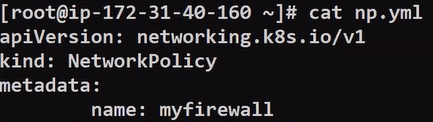 [root@ip-172-31-40-160 ~]# cat np.yml
apiVersion: networking.k8s.io/v1
kind: NetworkPolicy
metadata:
        name: myfirewall